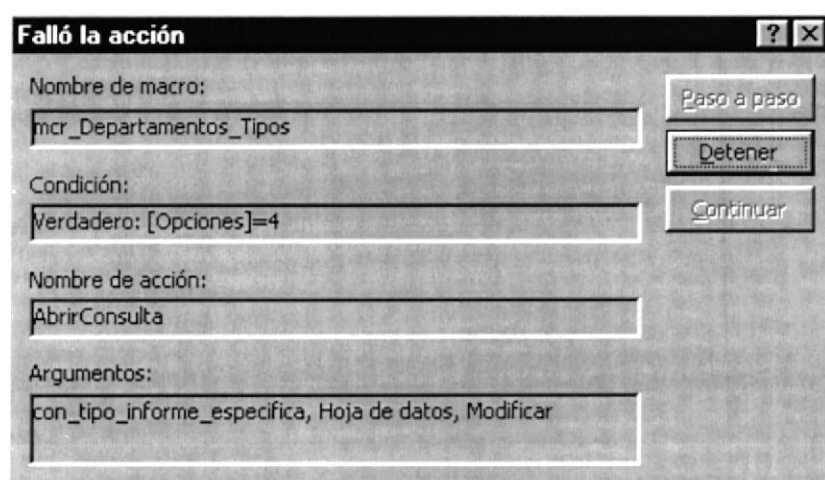 Falló la acción
Nombre de macro:
mcr_Departamentos_Tipos
Paso a paso
Detener
Condición:
Verdadero: [Opciones]=4
Continuar
Nombre de acción:
AbrirConsulta
Argumentos:
con_tipo_informe_especifica, Hoja de datos, Modificar